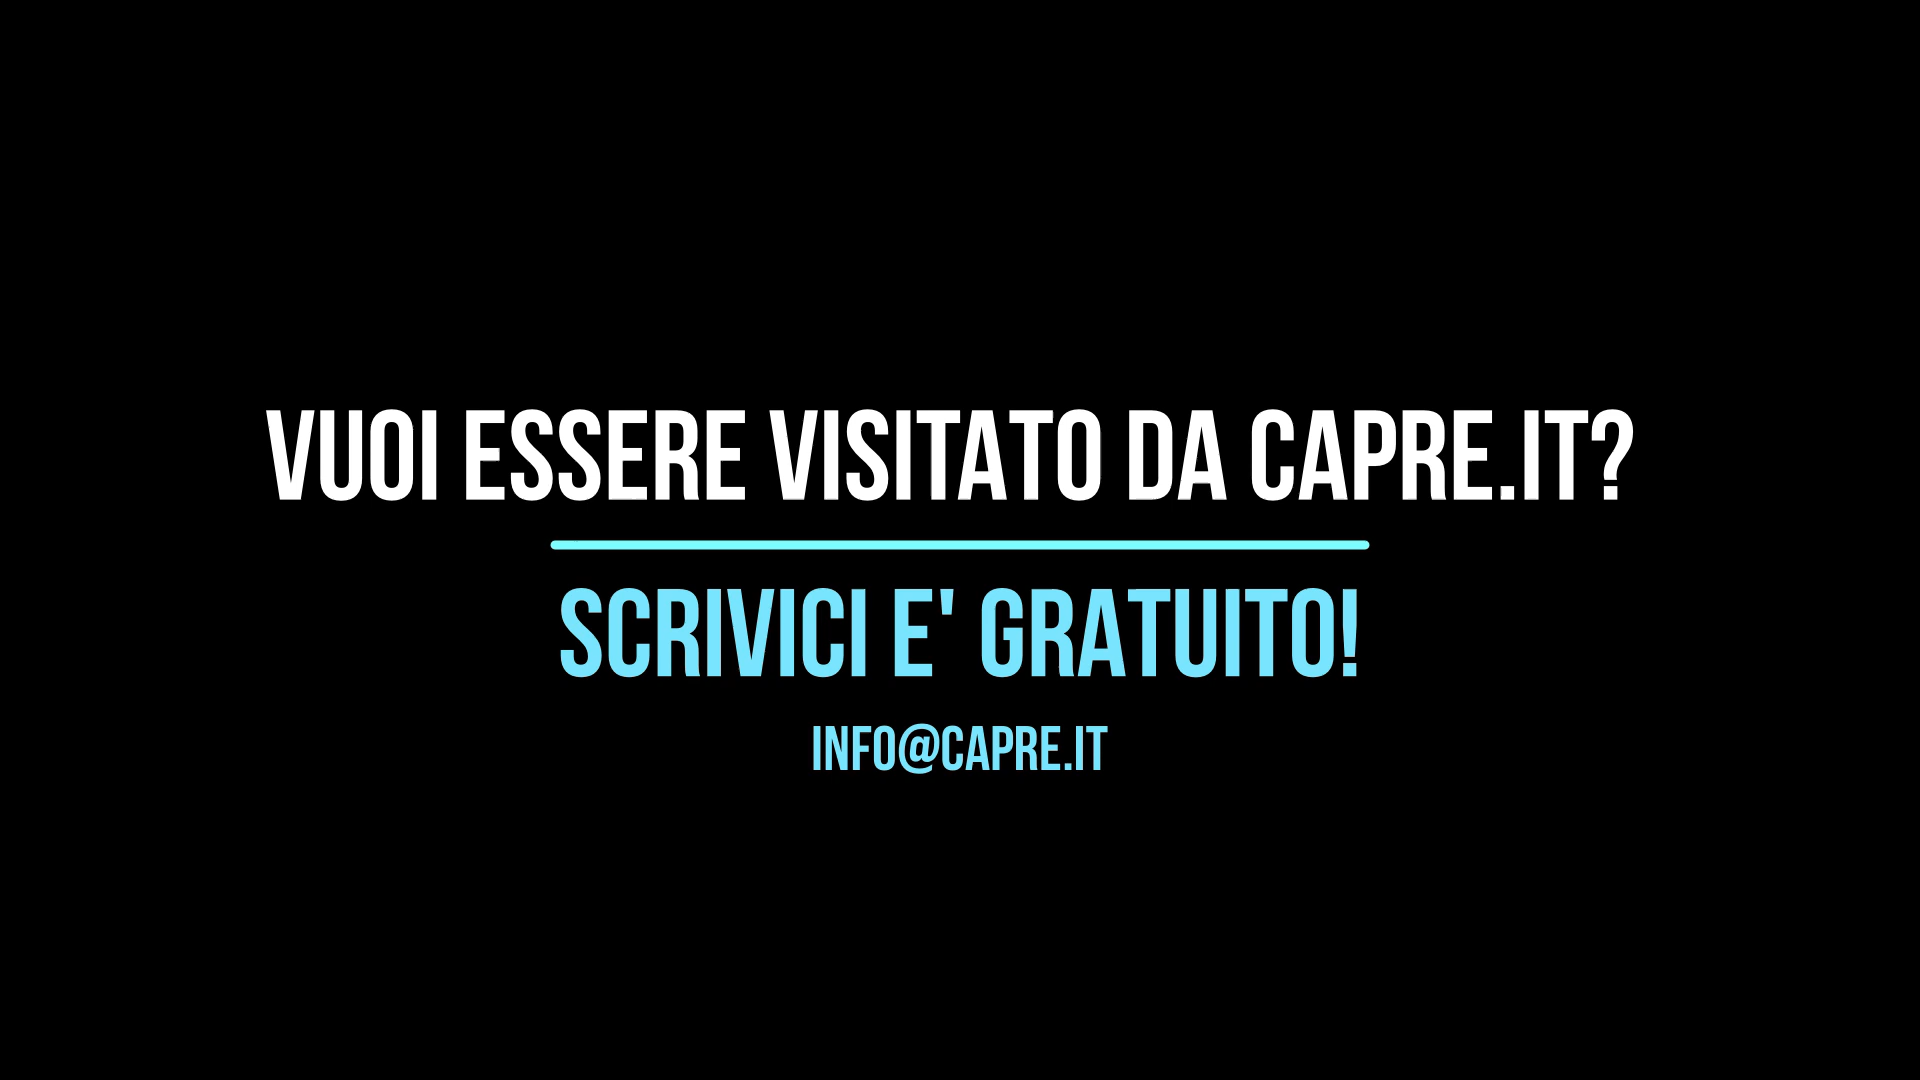 VUOI ESSERE VISITATO DA CAPRE.IT?
SCRIVICI E' GRATUITO!
INFO@CAPRE.IT